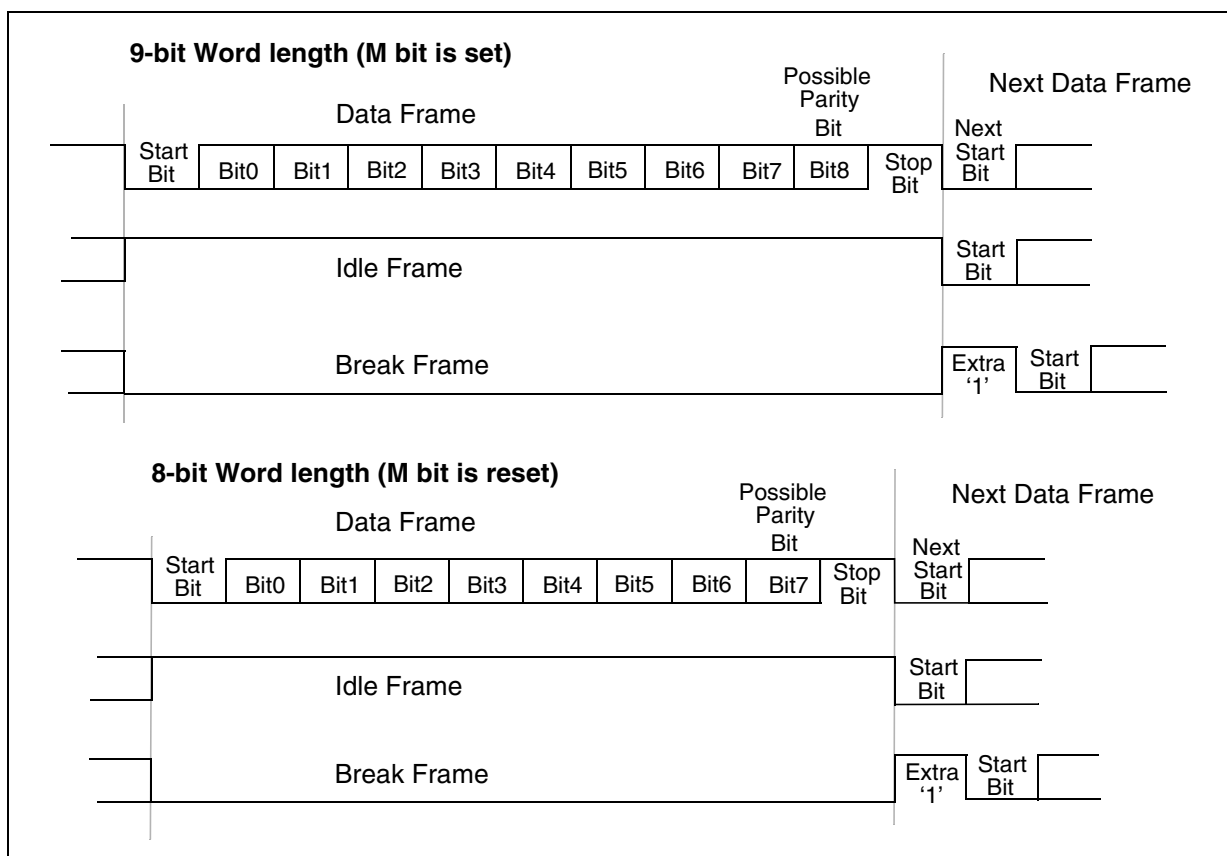 9-bit Word length (M bit is set)
Possible
Parity
Bit
Next Data Frame
Data Frame
Next
Start
Bit
Start
Bit
Bit0
Bit1
Bit2
Bit3
Bit4
Bit5
Bit6
Bit7
Bit8
Stop
Bit
Idle Frame
Start
Bit
Break Frame
Extra
‘1’
Start
Bit
8-bit Word length (M bit is reset)
Possible
Parity
Bit
Next Data Frame
Data Frame
Next
Start
Bit
Start
Bit
Bit0
Bit1
Bit2
Bit3
Bit4
Bit5
Bit6
Bit7
Stop
Bit
Idle Frame
Start
Bit
Break Frame
Extra
‘1’
Start
Bit